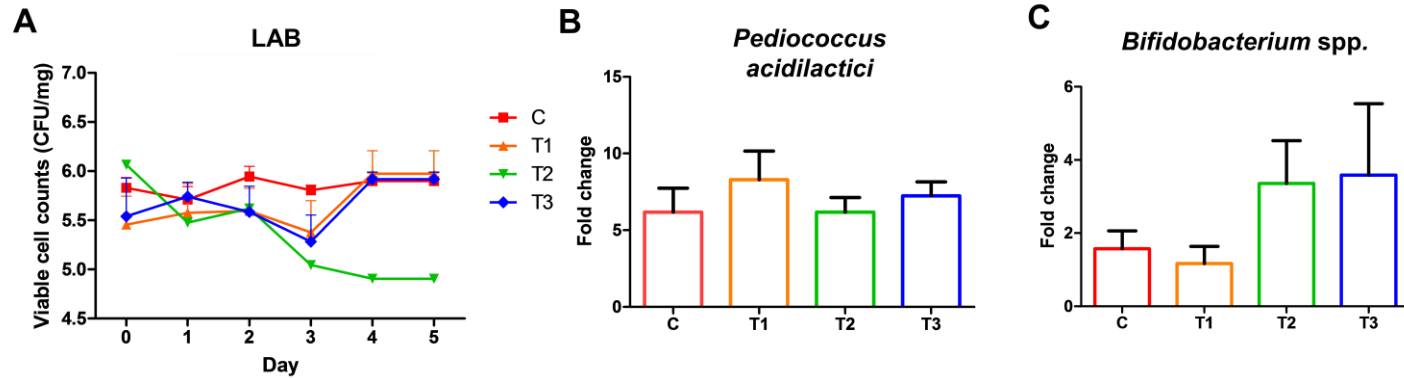 A
LAB
Viable cell counts (CFU/mg)
7.0
6.5
6.0
5.5
5.0
4.5
0 1 2 3 4 5
Day
C
T1
T2
T3
B
Pediococcus
acidilactici
Fold change
15
10
5
0
C T1 T2 T3
C
Bifidobacterium spp.
Fold change
6
4
2
0
C T1 T2 T3